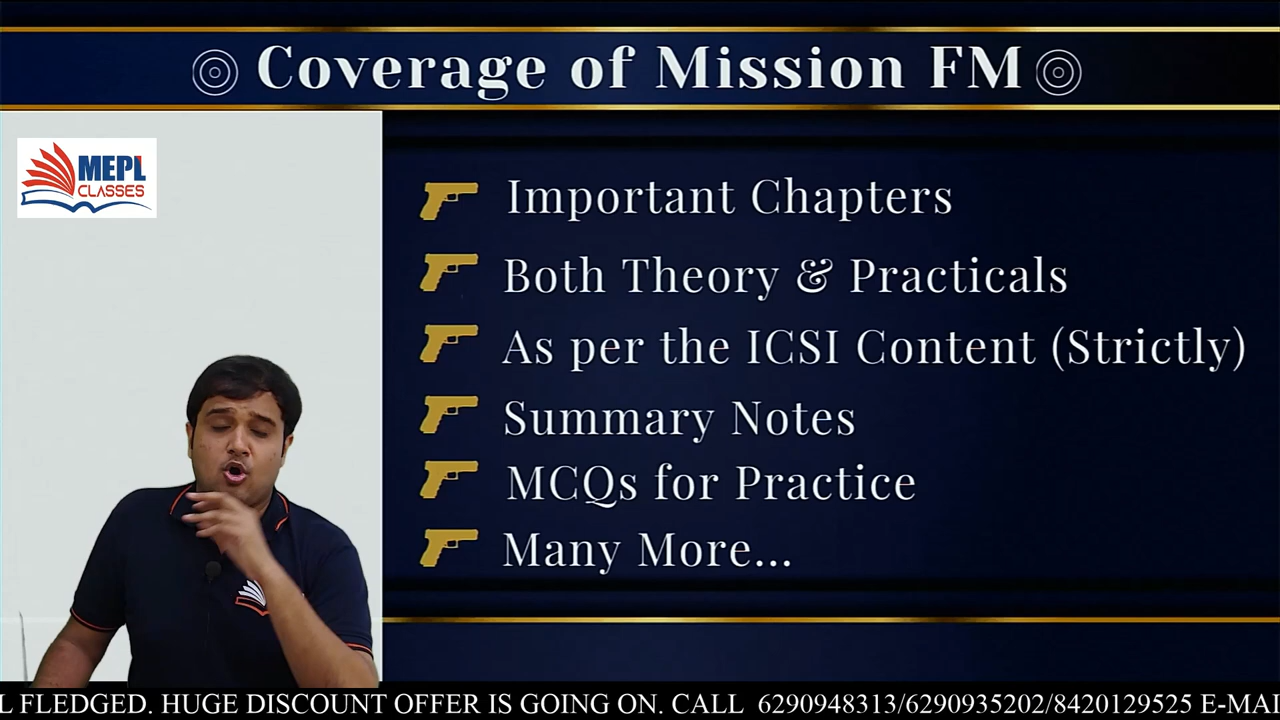 Coverage of Mission FM
MEPL
CLASSES
Important Chapters
Both Theory & Practicals
As per the ICSI Content (Strictly)
Summary Notes
MCQs for Practice
Many More...
FLEDGED. HUGE DISCOUNT OFFER IS GOING ON. CALL 6290948313/6290935202/8420129525